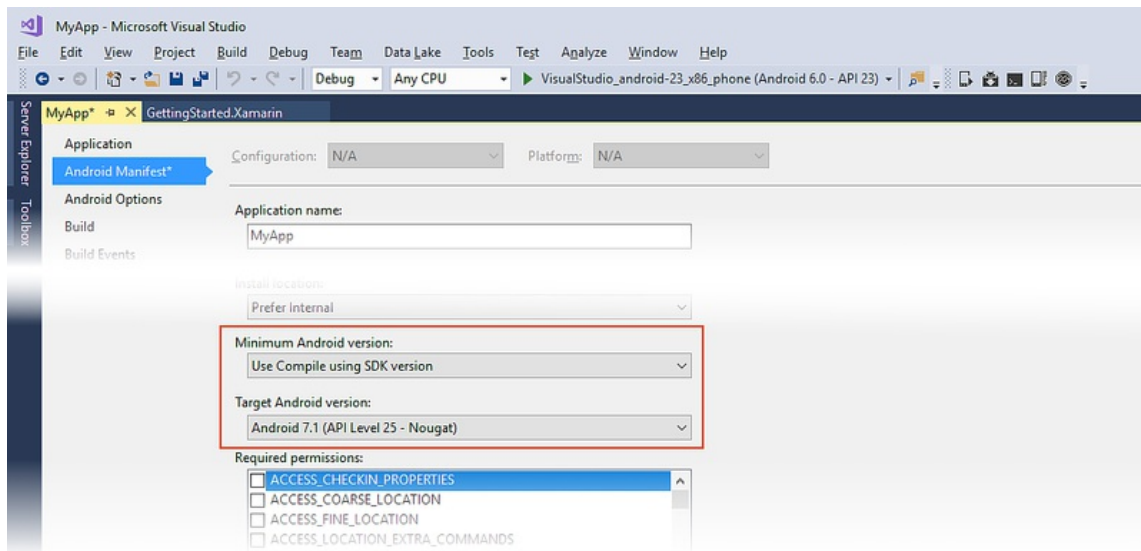 MyApp - Microsoft Visual Studio
File Edit View Project Build Debug Team Data Lake Tools Test Analyze Window Help
Debug Any CPU VisualStudio_android-23_x86_phone (Android 6.0 - API 23)
MyApp* GettingStarted.Xamarin
Server Explorer
Toolbox
Application
Android Manifest*
Android Options
Build
Build Events
Configuration: N/A Platform: N/A
Application name:
MyApp
Install location:
Prefer Internal
Minimum Android version:
Use Compile using SDK version
Target Android version:
Android 7.1 (API Level 25 - Nougat)
Required permissions:
ACCESS_CHECKIN_PROPERTIES
ACCESS_COARSE_LOCATION
ACCESS_FINE_LOCATION
ACCESS_LOCATION_EXTRA_COMMANDS